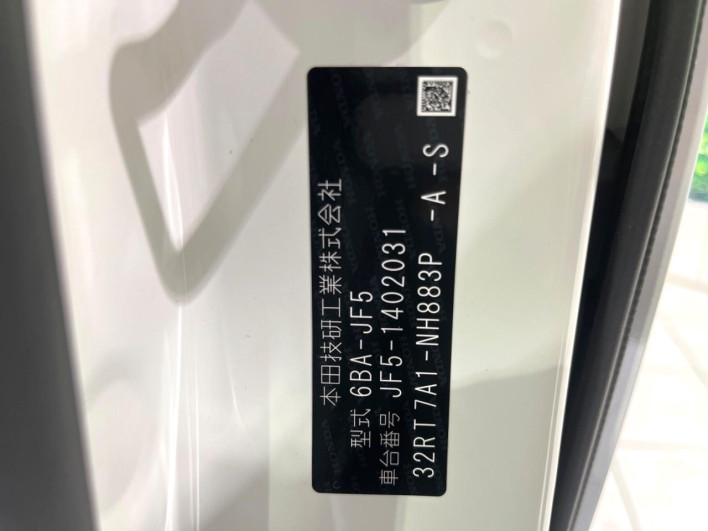 本田技研工業株式会社
型式 6BA-JF5
車台番号 JF5-1402031
32RT7A1-NH883P -A -S